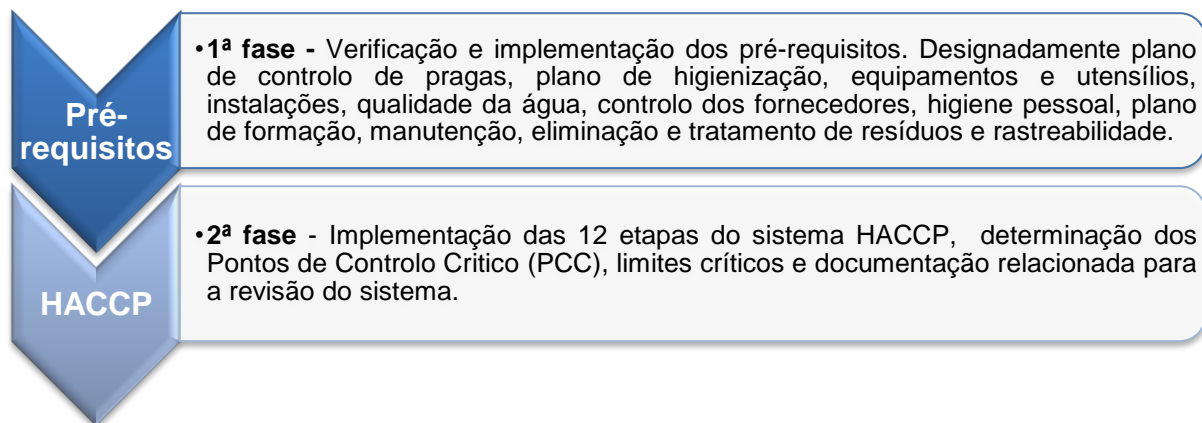 Pré-
requisitos
•1ª fase - Verificação e implementação dos pré-requisitos. Designadamente plano
de controlo de pragas, plano de higienização, equipamentos e utensílios,
instalações, qualidade da água, controlo dos fornecedores, higiene pessoal, plano
de formação, manutenção, eliminação e tratamento de resíduos e rastreabilidade.
HACCP
•2ª fase - Implementação das 12 etapas do sistema HACCP, determinação dos
Pontos de Controlo Critico (PCC), limites críticos e documentação relacionada para
a revisão do sistema.